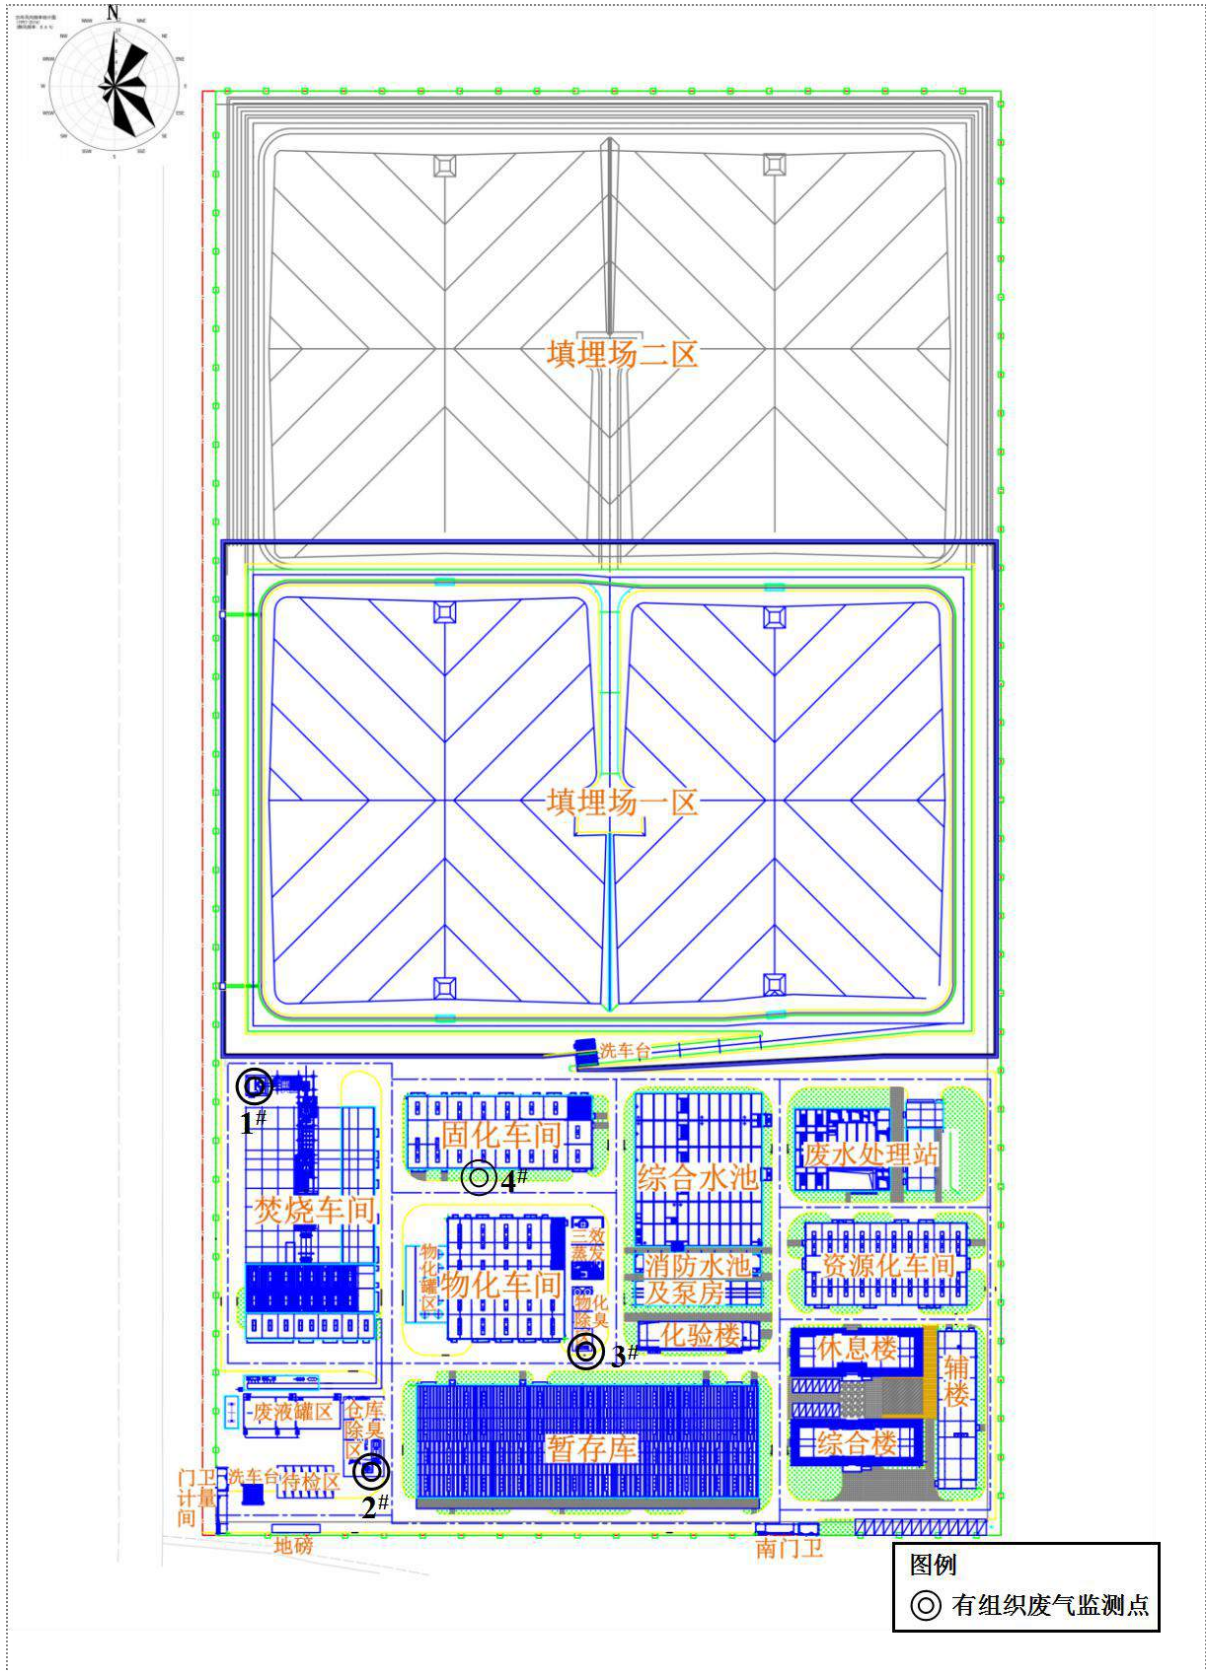 N
填埋场二区
填埋场一区
洗车台
1#
固化车间
4#
焚烧车间
综合水池
废水处理站
物化罐区
物化车间
三效
蒸发
物化
除臭
3#
消防水池
及泵房
化验楼
资源化车间
休息楼
辅楼
综合楼
废液罐区
仓库
除臭
区
2#
暂存库
门卫
计量
间
洗车台
待检区
地磅
南门卫
图例
有组织废气监测点